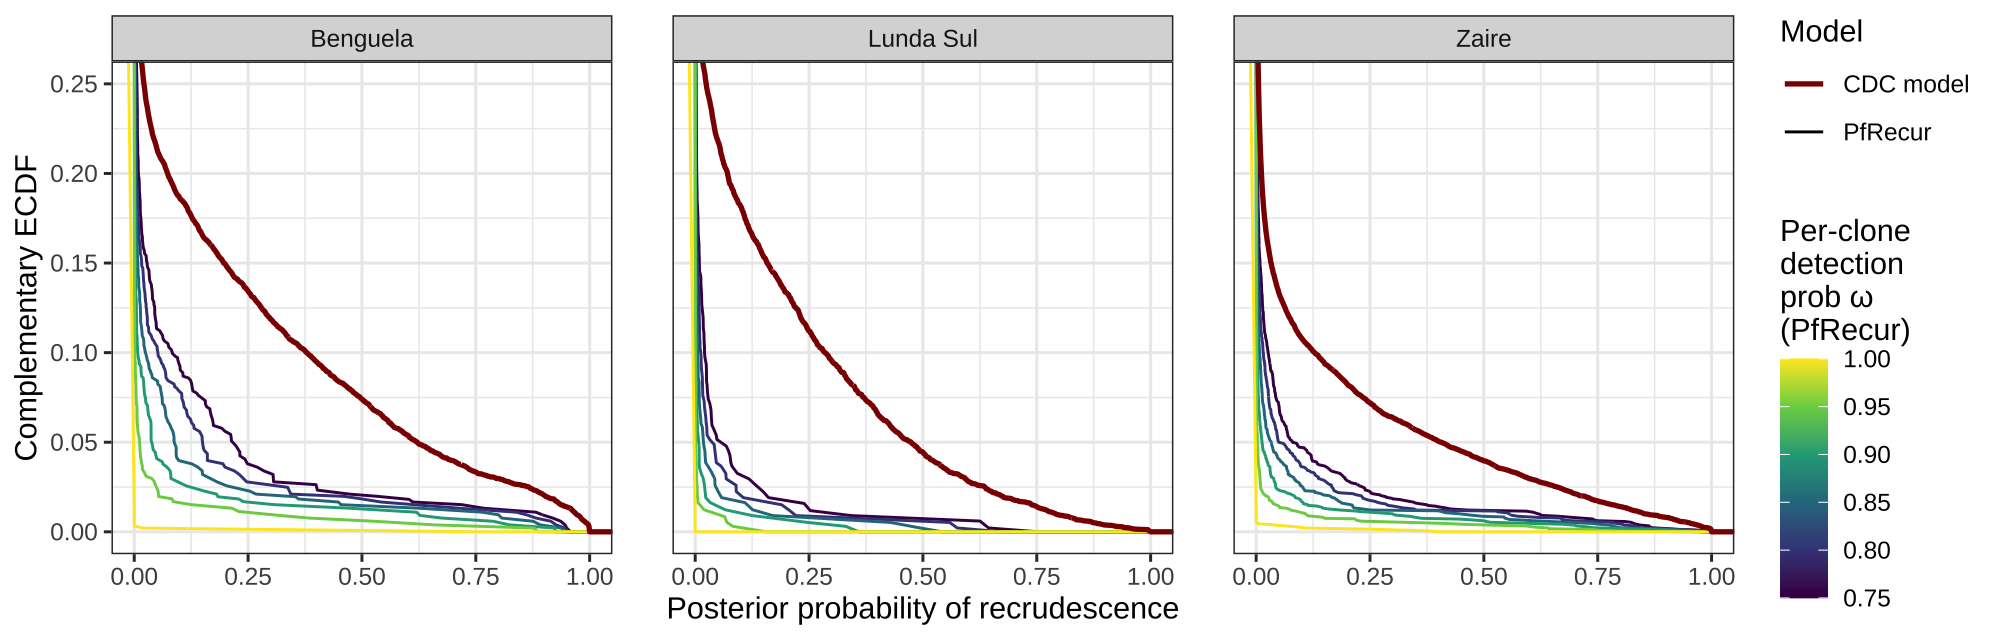 Benguela
Lunda Sul
Zaire
Complementary ECDF
0.25
0.20
0.15
0.10
0.05
0.00
0.00 0.25 0.50 0.75 1.00
0.00 0.25 0.50 0.75 1.00
0.00 0.25 0.50 0.75 1.00
Posterior probability of recrudescence
Model
CDC model
PfRecur
Per-clone
detection
prob ω
(PfRecur)
1.00
0.95
0.90
0.85
0.80
0.75